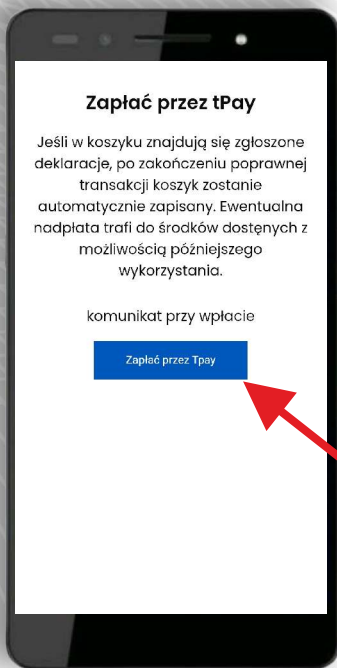 Zapłać przez tPay
Jeśli w koszyku znajdują się zgłoszone
deklaracje, po zakończeniu poprawnej
transakcji koszyk zostanie
automatycznie zapisany. Ewentualna
nadpłata trafi do środków dostęnych z
możliwością późniejszego
wykorzystania.
komunikat przy wpłacie
Zapłać przez Tpay